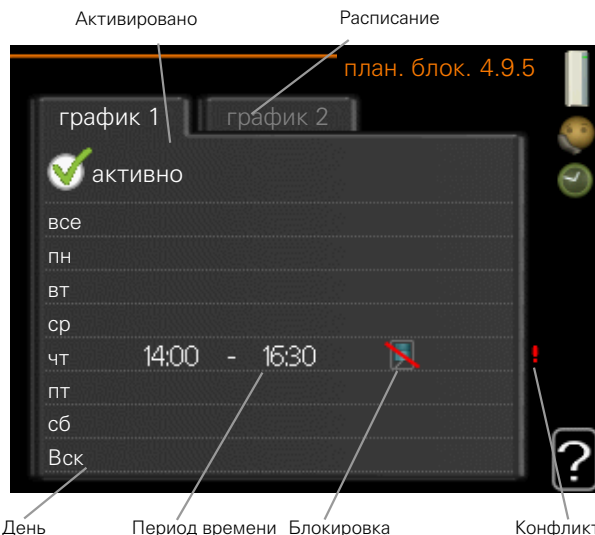 Активировано Расписание
план. блок. 4.9.5
график 1 график 2
активно
все
пн
вт
ср
чт 14:00 - 16:30 !
пт
сб
Вск
?
День Период времени Блокировка Конфликт